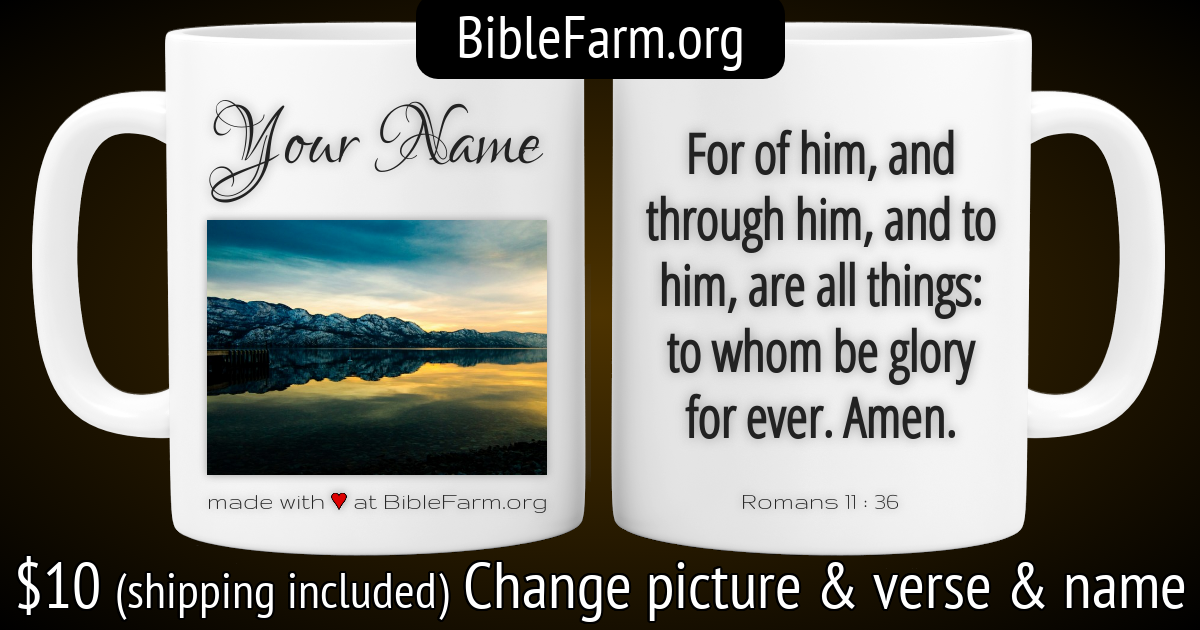 BibleFarm.org
Your Name
made with ♥ at BibleFarm.org
For of him, and
through him, and to
him, are all things:
to whom be glory
for ever. Amen.
Romans 11 : 36
$10 (shipping included) Change picture & verse & name